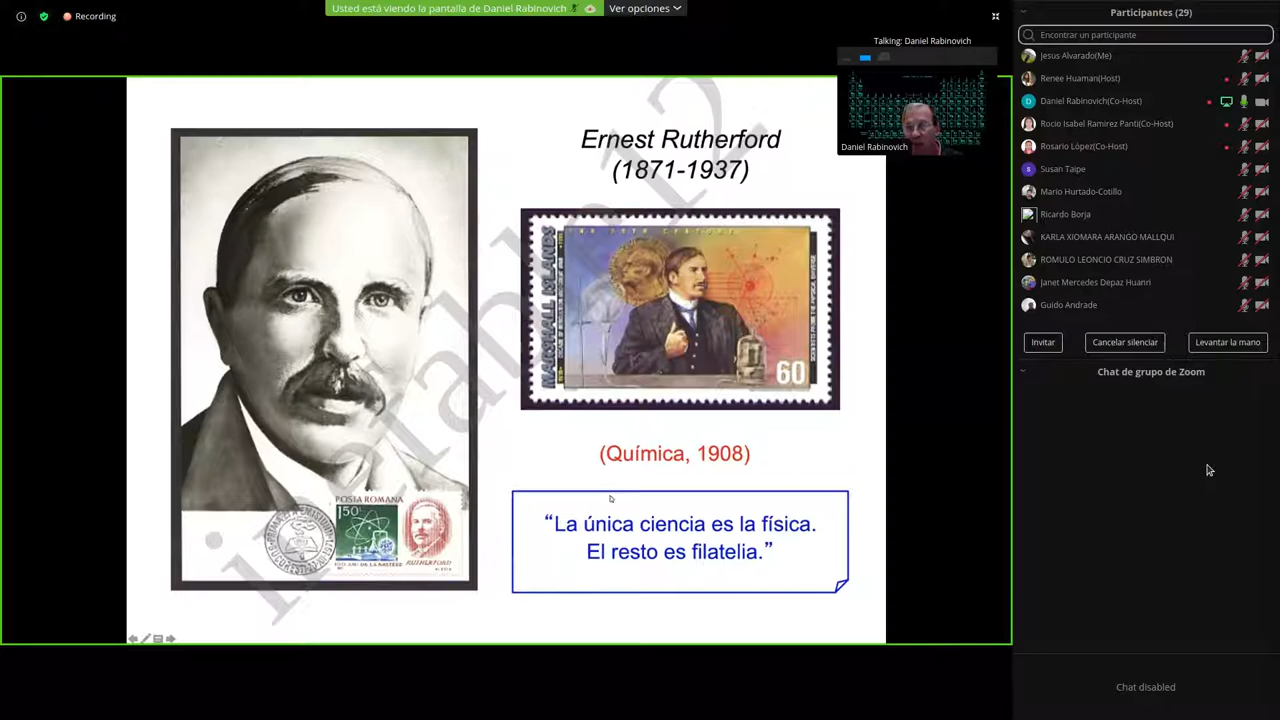 Recording
Usted está viendo la pantalla de Daniel Rabinovich
Ver opciones
Talking: Daniel Rabinovich
Daniel Rabinovich
Ernest Rutherford
(1871-1937)
MARSHALL ISLANDS
60
(Química, 1908)
“La única ciencia es la física.
El resto es filatelia.”
POSTA ROMANA
150
RUTHERFORD
Participantes (29)
Encontrar un participante
Jesus Alvarado(Me)
Renee Huaman(Host)
D
Daniel Rabinovich(Co-Host)
Rocio Isabel Ramirez Panti(Co-Host)
Rosario López(Co-Host)
S
Susan Taipe
Mario Hurtado-Cotillo
Ricardo Borja
KARLA XIOMARA ARANGO MALLQUI
ROMULO LEONCIO CRUZ SIMBRON
Janet Mercedes Depaz Huanri
Guido Andrade
Invitar
Cancelar silenciar
Levantar la mano
Chat de grupo de Zoom
Chat disabled